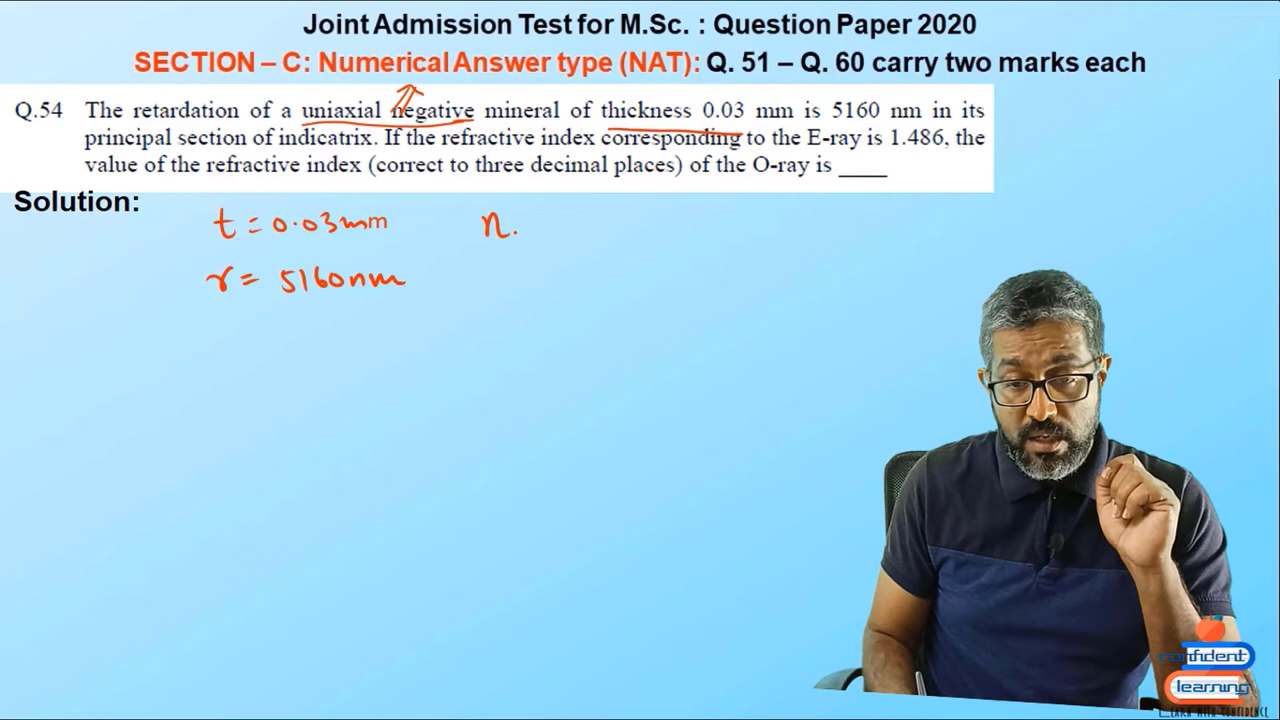 Joint Admission Test for M.Sc. : Question Paper 2020
SECTION – C: Numerical Answer type (NAT): Q. 51 – Q. 60 carry two marks each
Q.54 The retardation of a uniaxial negative mineral of thickness 0.03 mm is 5160 nm in its
principal section of indicatrix. If the refractive index corresponding to the E-ray is 1.486, the
value of the refractive index (correct to three decimal places) of the O-ray is ____
Solution:
t = 0.03mm n.
r = 5160nm
confident
learning
LEARN WITH CONFIDENCE